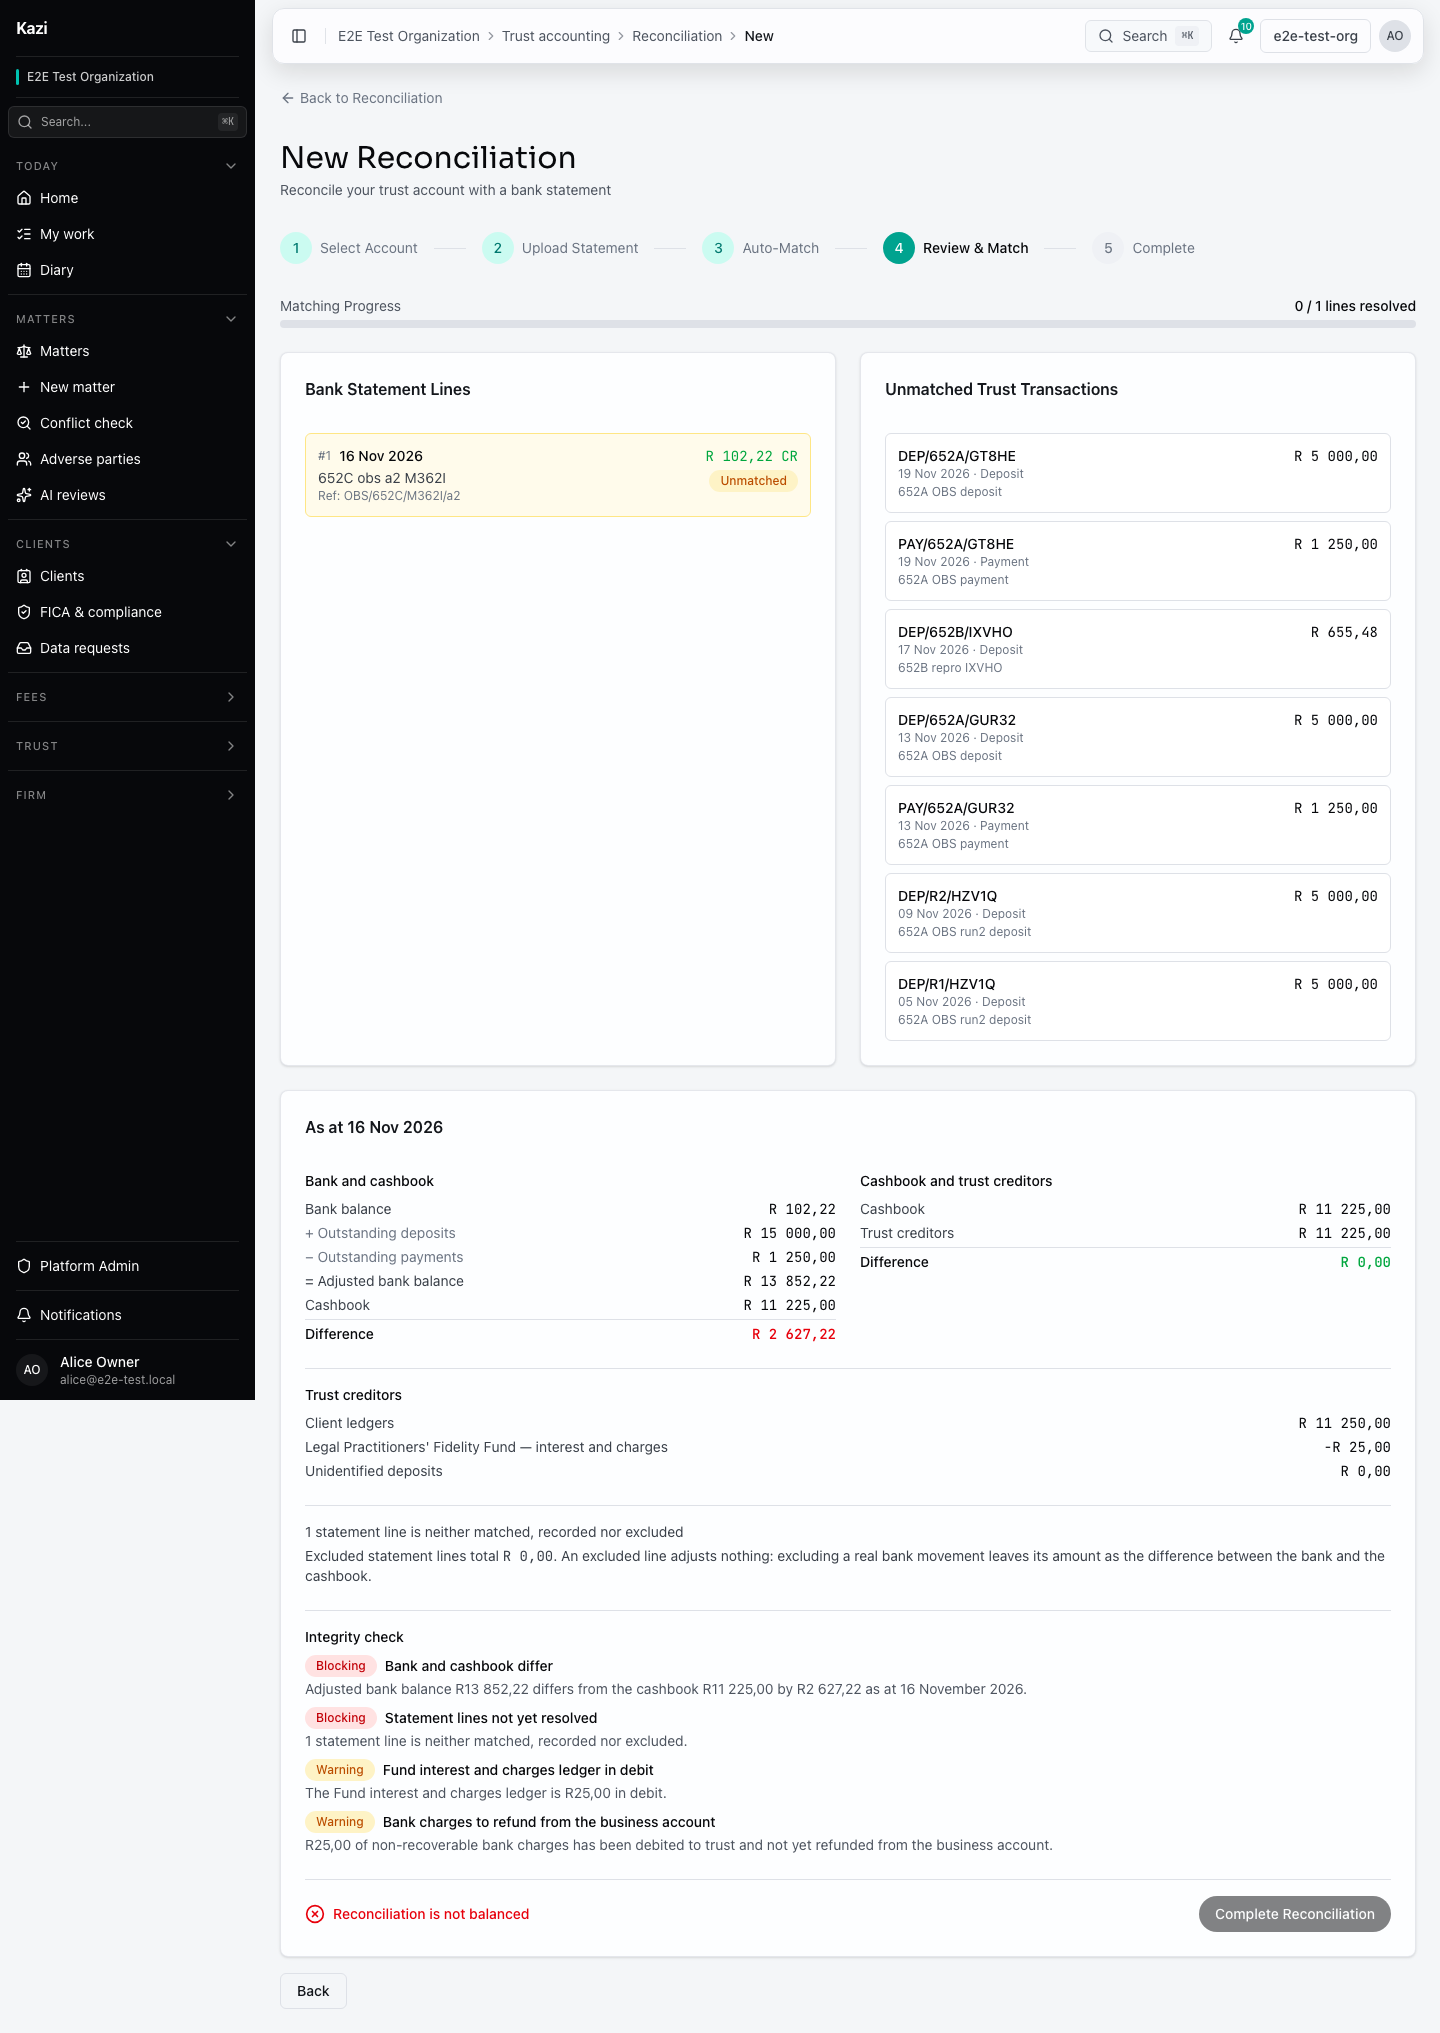 Kazi
E2E Test Organization
Search... ⌘K
TODAY
Home
My work
Diary
MATTERS
Matters
New matter
Conflict check
Adverse parties
AI reviews
CLIENTS
Clients
FICA & compliance
Data requests
FEES
TRUST
FIRM
Platform Admin
Notifications
AO Alice Owner
alice@e2e-test.local
E2E Test Organization > Trust accounting > Reconciliation > New
Search ⌘K
10
e2e-test-org
AO
← Back to Reconciliation
New Reconciliation
Reconcile your trust account with a bank statement
1 Select Account
2 Upload Statement
3 Auto-Match
4 Review & Match
5 Complete
Matching Progress 0 / 1 lines resolved
Bank Statement Lines
#1 16 Nov 2026 R 102,22 CR
652C obs a2 M362I Unmatched
Ref: OBS/652C/M362I/a2
Unmatched Trust Transactions
DEP/652A/GT8HE R 5 000,00
19 Nov 2026 · Deposit
652A OBS deposit
PAY/652A/GT8HE R 1 250,00
19 Nov 2026 · Payment
652A OBS payment
DEP/652B/IXVHO R 655,48
17 Nov 2026 · Deposit
652B repro IXVHO
DEP/652A/GUR32 R 5 000,00
13 Nov 2026 · Deposit
652A OBS deposit
PAY/652A/GUR32 R 1 250,00
13 Nov 2026 · Payment
652A OBS payment
DEP/R2/HZV1Q R 5 000,00
09 Nov 2026 · Deposit
652A OBS run2 deposit
DEP/R1/HZV1Q R 5 000,00
05 Nov 2026 · Deposit
652A OBS run2 deposit
As at 16 Nov 2026
Bank and cashbook
Bank balance R 102,22
+ Outstanding deposits R 15 000,00
− Outstanding payments R 1 250,00
= Adjusted bank balance R 13 852,22
Cashbook R 11 225,00
Difference R 2 627,22
Cashbook and trust creditors
Cashbook R 11 225,00
Trust creditors R 11 225,00
Difference R 0,00
Trust creditors
Client ledgers R 11 250,00
Legal Practitioners' Fidelity Fund — interest and charges -R 25,00
Unidentified deposits R 0,00
1 statement line is neither matched, recorded nor excluded
Excluded statement lines total R 0,00. An excluded line adjusts nothing: excluding a real bank movement leaves its amount as the difference between the bank and the
cashbook.
Integrity check
Blocking Bank and cashbook differ
Adjusted bank balance R13 852,22 differs from the cashbook R11 225,00 by R2 627,22 as at 16 November 2026.
Blocking Statement lines not yet resolved
1 statement line is neither matched, recorded nor excluded.
Warning Fund interest and charges ledger in debit
The Fund interest and charges ledger is R25,00 in debit.
Warning Bank charges to refund from the business account
R25,00 of non-recoverable bank charges has been debited to trust and not yet refunded from the business account.
Reconciliation is not balanced
Complete Reconciliation
Back